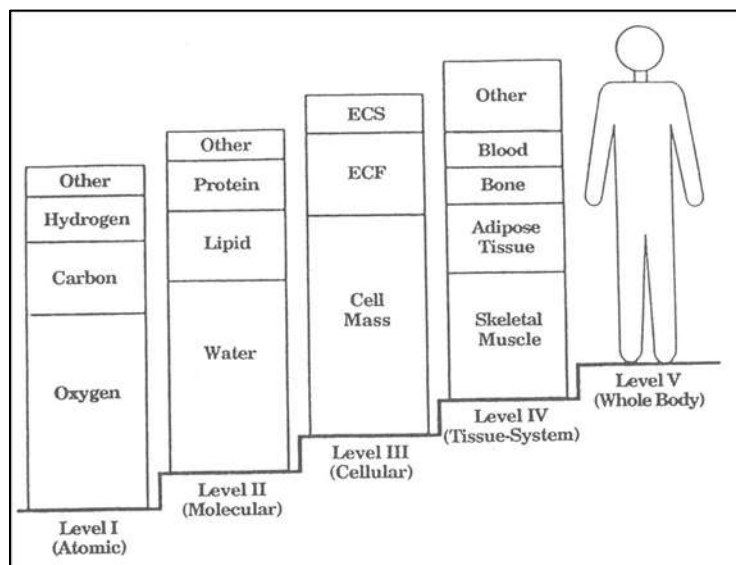 Other
Hydrogen
Carbon
Oxygen
Level I
(Atomic)
Other
Protein
Lipid
Water
Level II
(Molecular)
ECS
ECF
Cell
Mass
Level III
(Cellular)
Other
Blood
Bone
Adipose
Tissue
Skeletal
Muscle
Level IV
(Tissue-System)
Level V
(Whole Body)